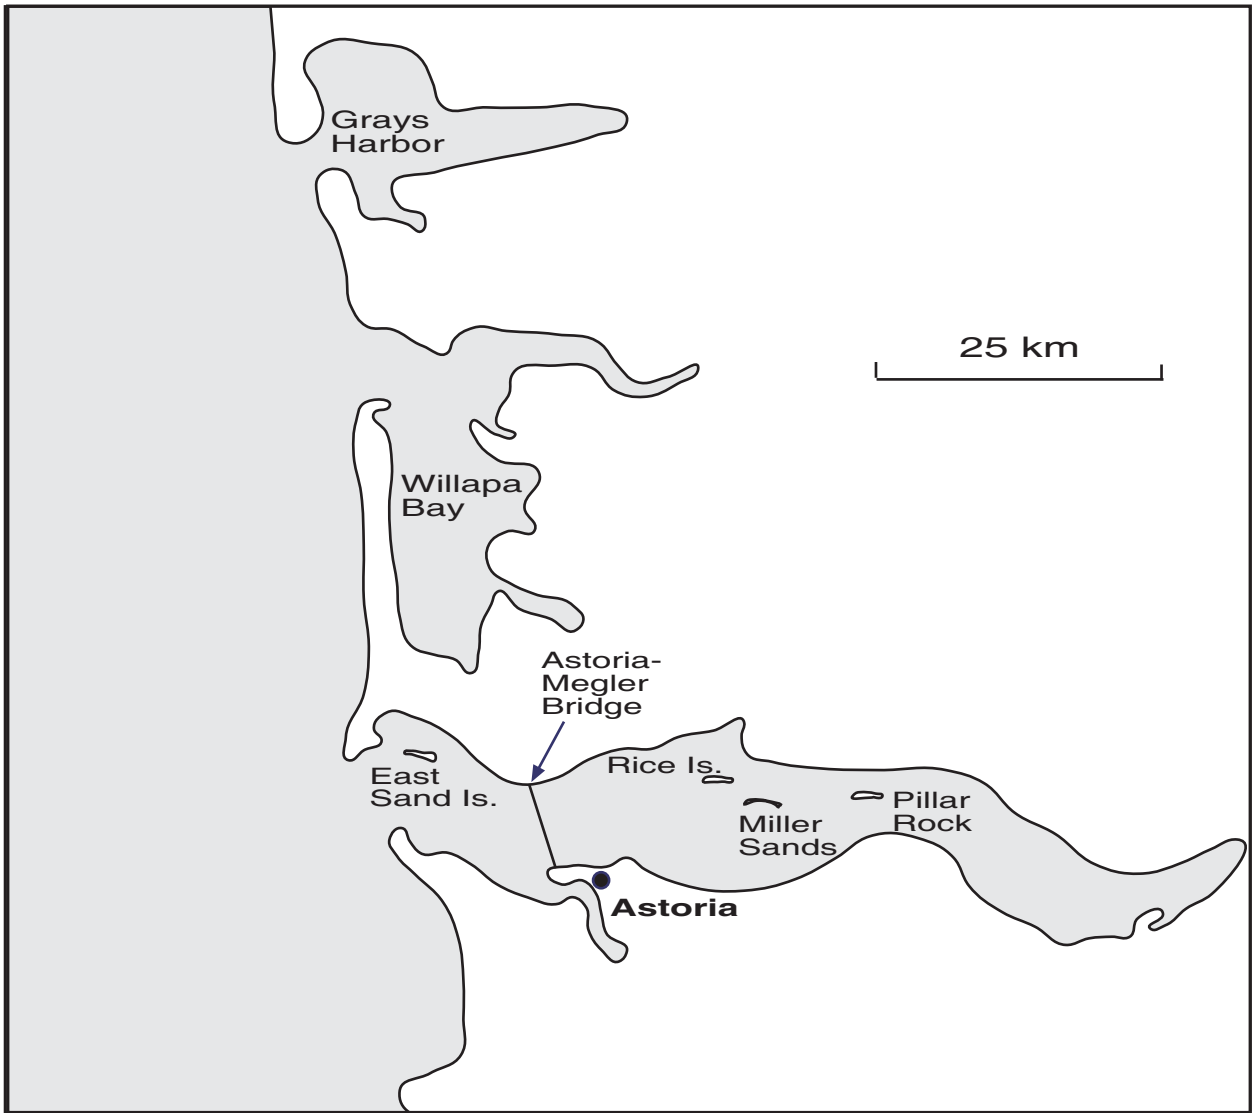 Grays
Harbor
25 km
Willapa
Bay
Astoria-
Megler
Bridge
Rice Is.
East
Sand Is.
Pillar
Rock
Miller
Sands
Astoria